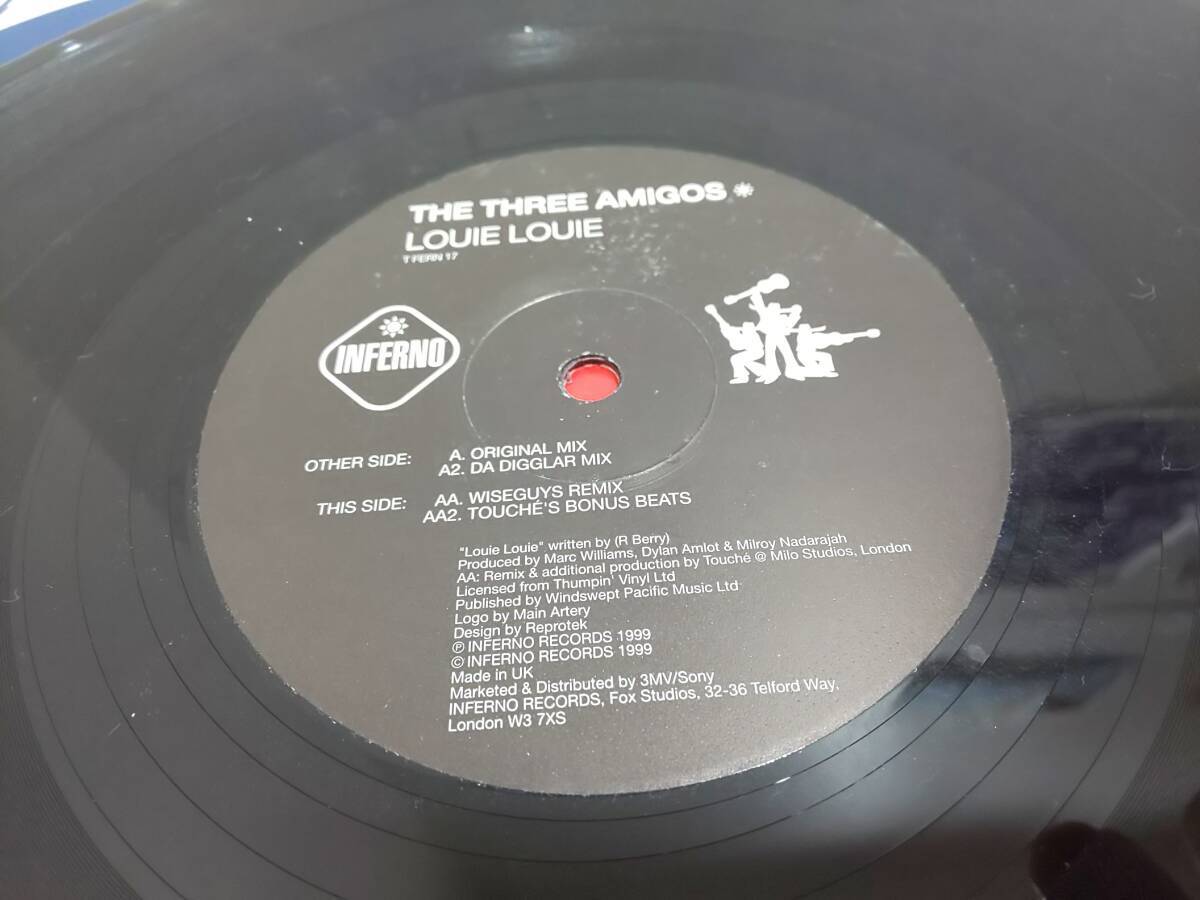 THE THREE AMIGOS
LOUIE LOUIE
T FERN 17
INFERNO
OTHER SIDE: A. ORIGINAL MIX
A2. DA DIGGLAR MIX
THIS SIDE: AA. WISEGUYS REMIX
AA2. TOUCHÉ'S BONUS BEATS
"Louie Louie" written by (R Berry)
Produced by Marc Williams, Dylan Amlot & Milroy Nadarajah
AA: Remix & additional production by Touché @ Milo Studios, London
Licensed from Thumpin' Vinyl Ltd
Published by Windswept Pacific Music Ltd
Logo by Main Artery
Design by Reprotek
℗ INFERNO RECORDS 1999
© INFERNO RECORDS 1999
Made in UK
Marketed & Distributed by 3MV/Sony
INFERNO RECORDS, Fox Studios, 32-36 Telford Way,
London W3 7XS